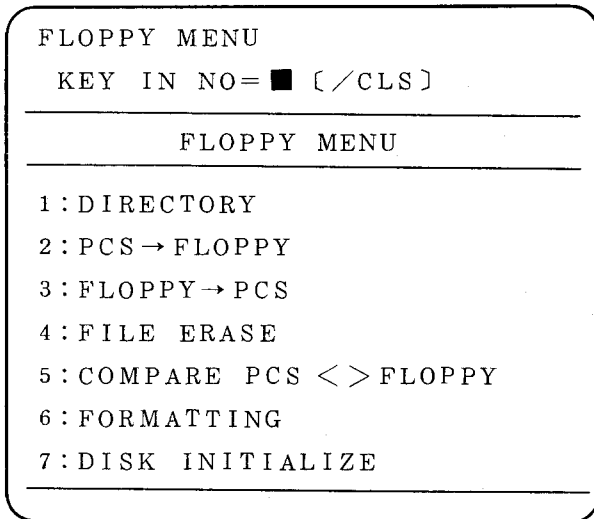 FLOPPY MENU
KEY IN NO=■ [/CLS]
FLOPPY MENU
1:DIRECTORY
2:PCS→FLOPPY
3:FLOPPY→PCS
4:FILE ERASE
5:COMPARE PCS <>FLOPPY
6:FORMATTING
7:DISK INITIALIZE